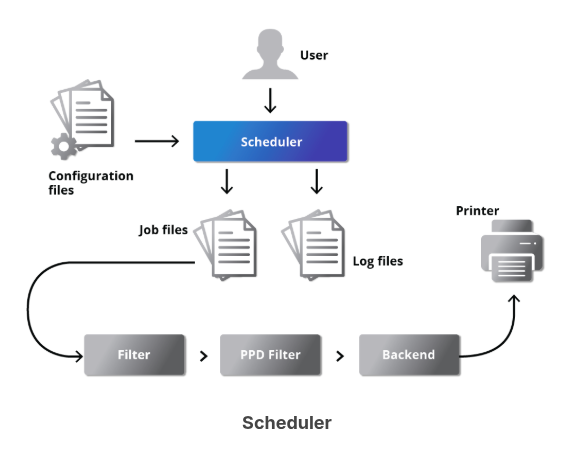 User
Scheduler
Configuration
files
Job files
Log files
Printer
Filter
PPD Filter
Backend
Scheduler